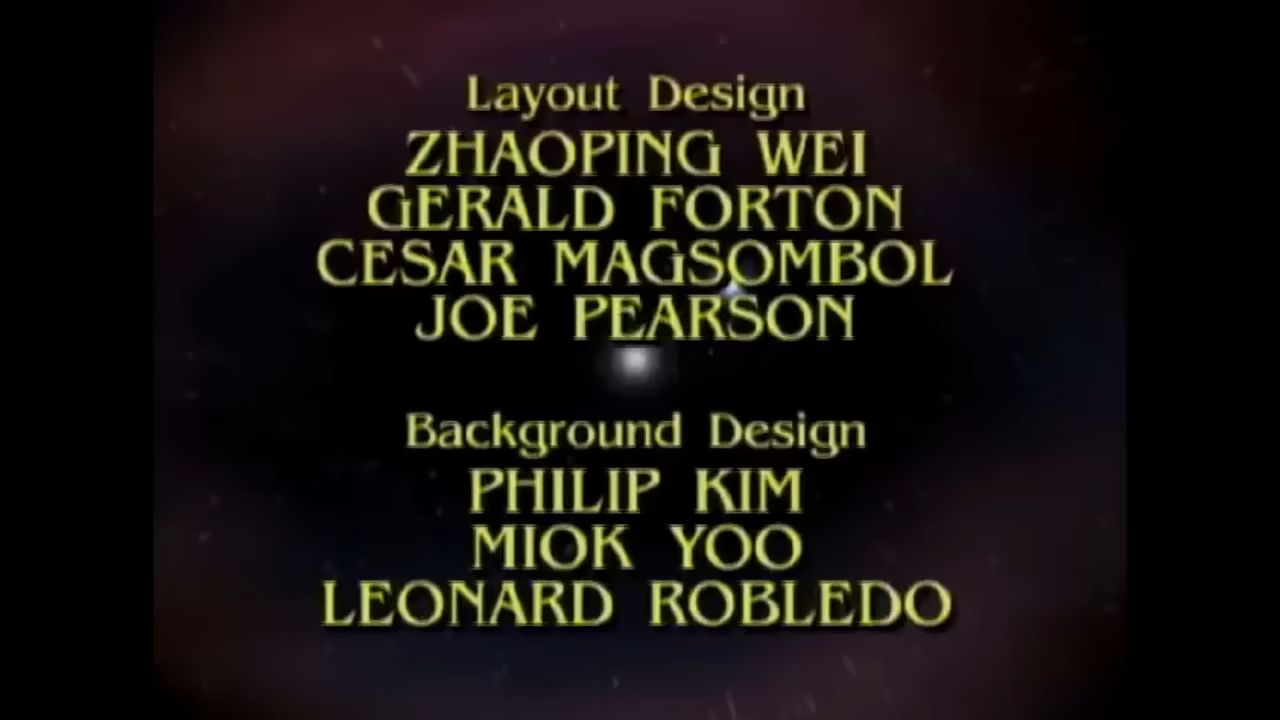 Layout Design
ZHAOPING WEI
GERALD FORTON
CESAR MAGSOMBOL
JOE PEARSON
Background Design
PHILIP KIM
MIOK YOO
LEONARD ROBLEDO